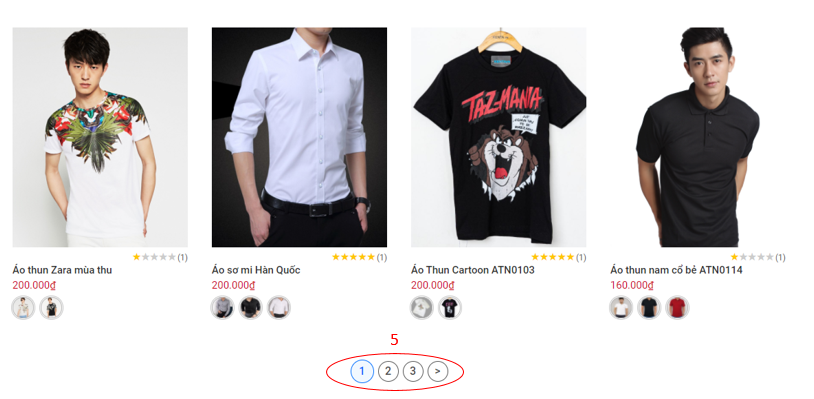 TAZ-MANIA
(1)
(1)
(1)
(1)
Áo thun Zara mùa thu
Áo sơ mi Hàn Quốc
Áo Thun Cartoon ATN0103
Áo thun nam cổ bẻ ATN0114
200.000₫
200.000₫
200.000₫
160.000₫
5
1 2 3 >